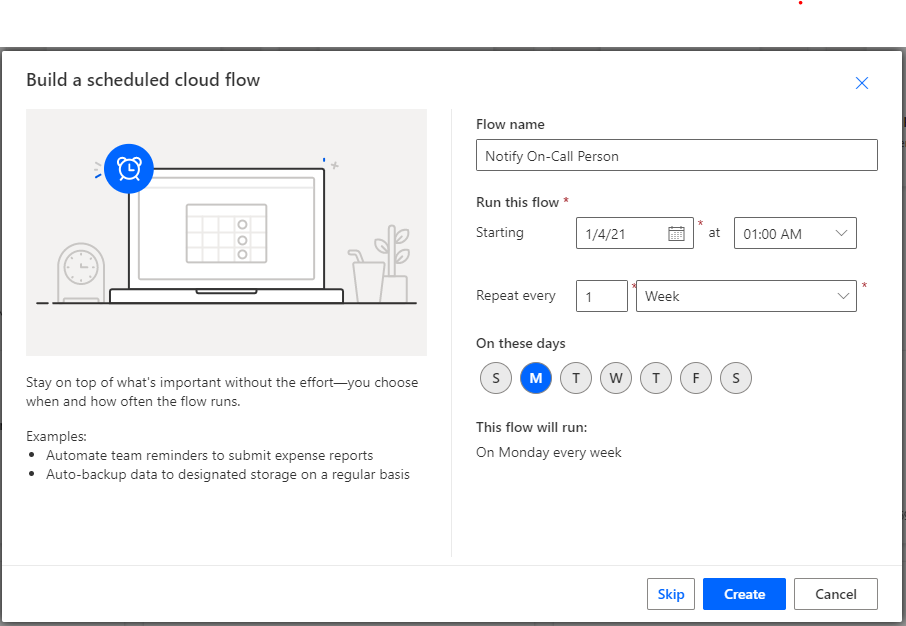 Build a scheduled cloud flow
Stay on top of what's important without the effort—you choose
when and how often the flow runs.
Examples:
• Automate team reminders to submit expense reports
• Auto-backup data to designated storage on a regular basis
Flow name
Notify On-Call Person
Run this flow *
Starting 1/4/21 * at 01:00 AM
Repeat every 1 * Week *
On these days
S M T W T F S
This flow will run:
On Monday every week
Skip Create Cancel